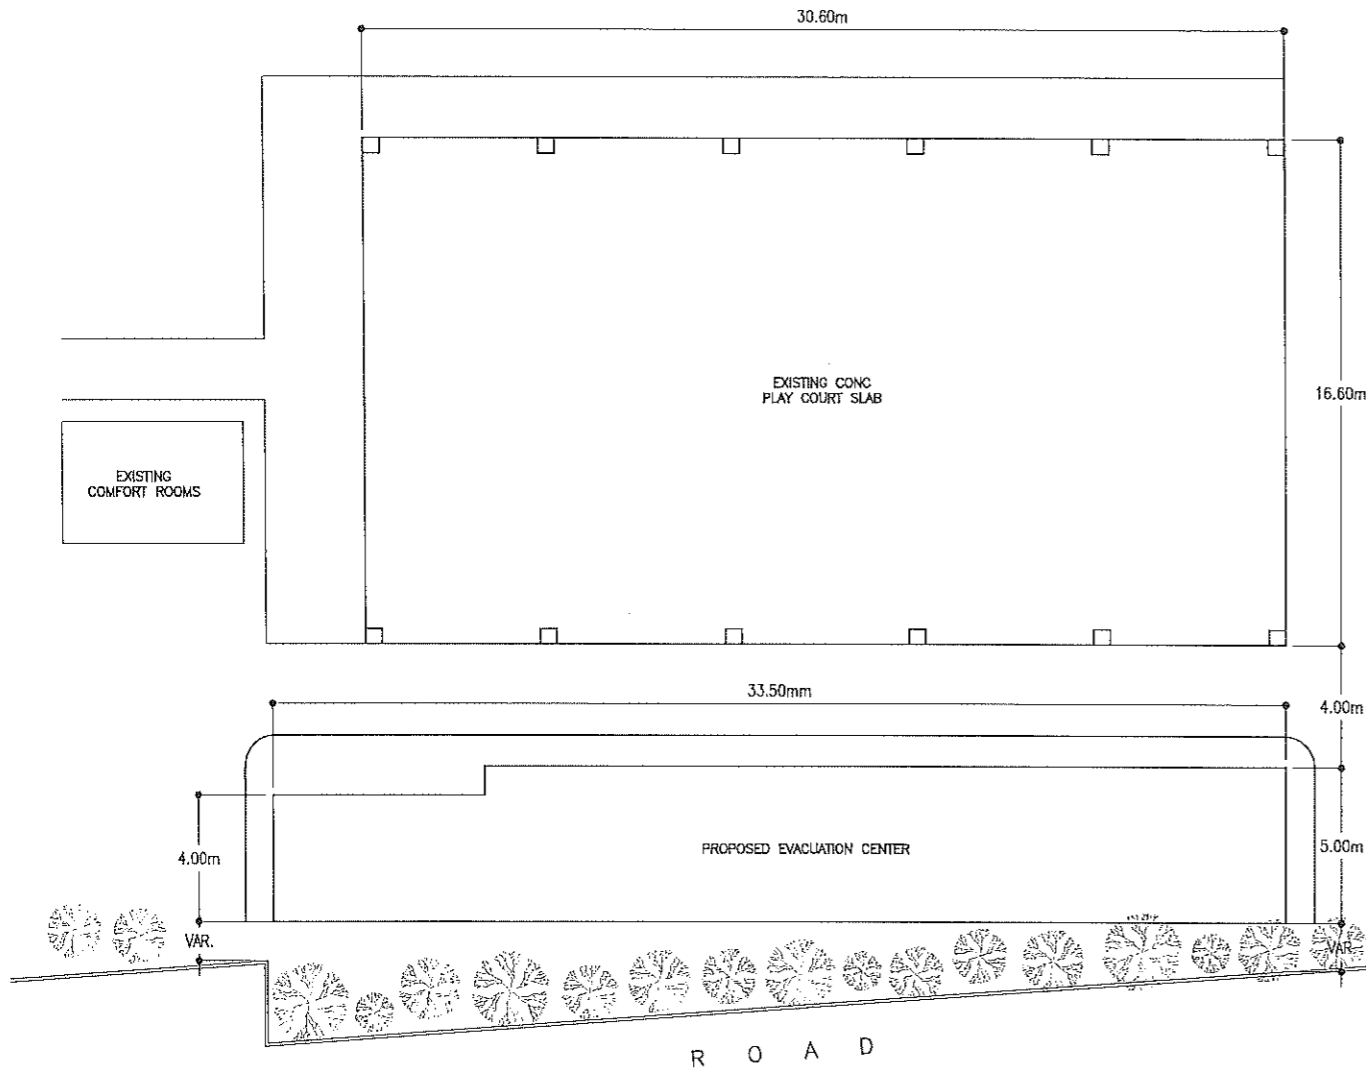 30.60m
EXISTING CONC
PLAY COURT SLAB
16.60m
EXISTING
COMFORT ROOMS
33.50mm
4.00m
4.00m
PROPOSED EVACUATION CENTER
5.00m
VAR.
VAR.
ROAD